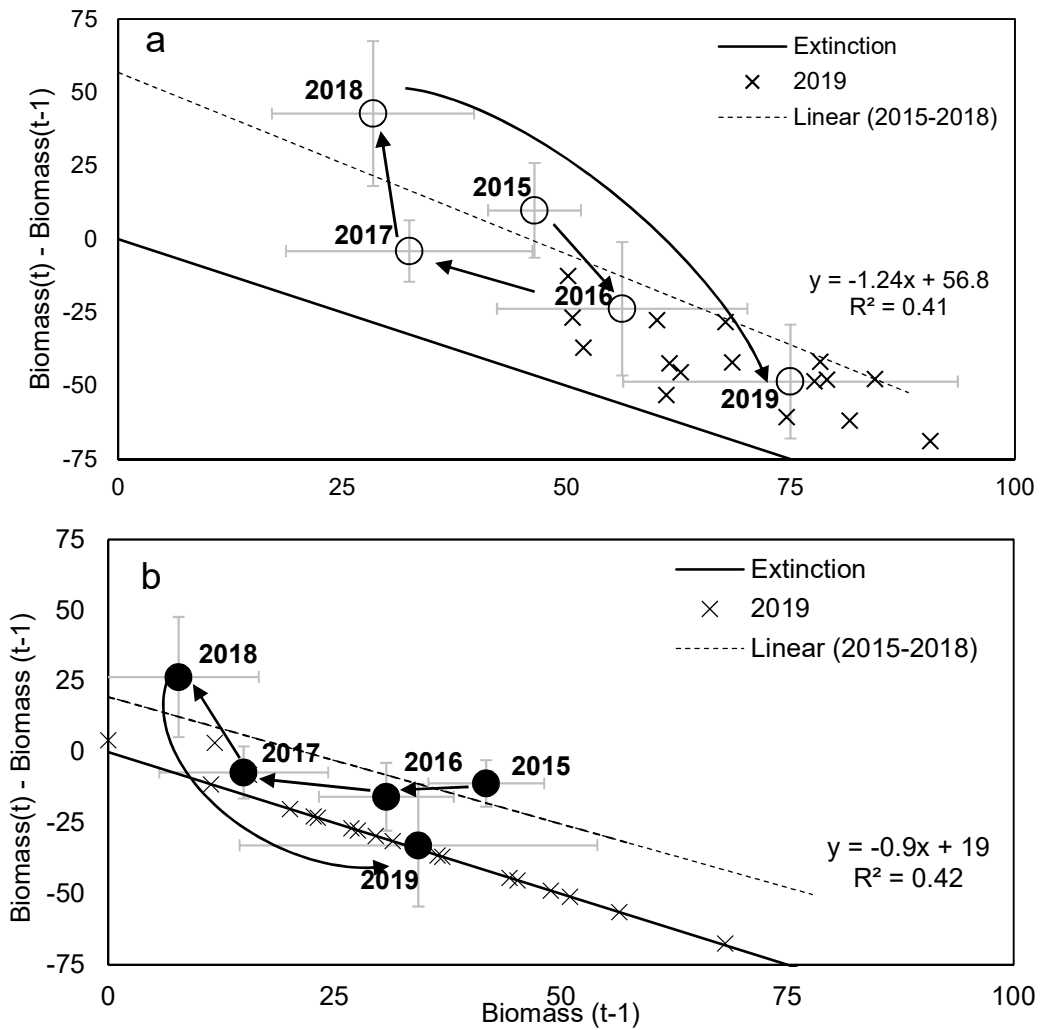 a
75
50
25
0
-25
-50
-75
Biomass(t) - Biomass(t-1)
Extinction
2019
Linear (2015-2018)
2018
2015
2017
2016
2019
y = -1.24x + 56.8
R² = 0.41
0
25
50
75
100
b
75
50
25
0
-25
-50
-75
Biomass(t) - Biomass (t-1)
Extinction
2019
Linear (2015-2018)
2018
2017
2016
2015
2019
y = -0.9x + 19
R² = 0.42
0
25
50
75
100
Biomass (t-1)